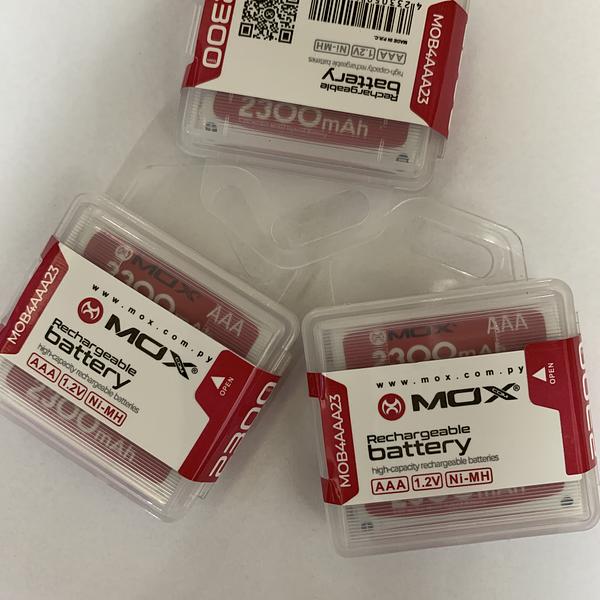 2300
MADE IN P.R.C.
AAA 1.2V Ni-MH
high-capacity rechargeable batteries
battery
Rechargeable
MOB4AAA23
2300mAh
MOX
AAA
MOB4AAA23
www.mox.com.py
MOX
Rechargeable
battery
high-capacity rechargeable batteries
AAA 1.2V Ni-MH
OPEN
2300
2300mAh
MOX
AAA
2300mA
MOB4AAA23
www.mox.com.py
MOX
Rechargeable
battery
high-capacity rechargeable batteries
AAA 1.2V Ni-MH
OPEN
2300